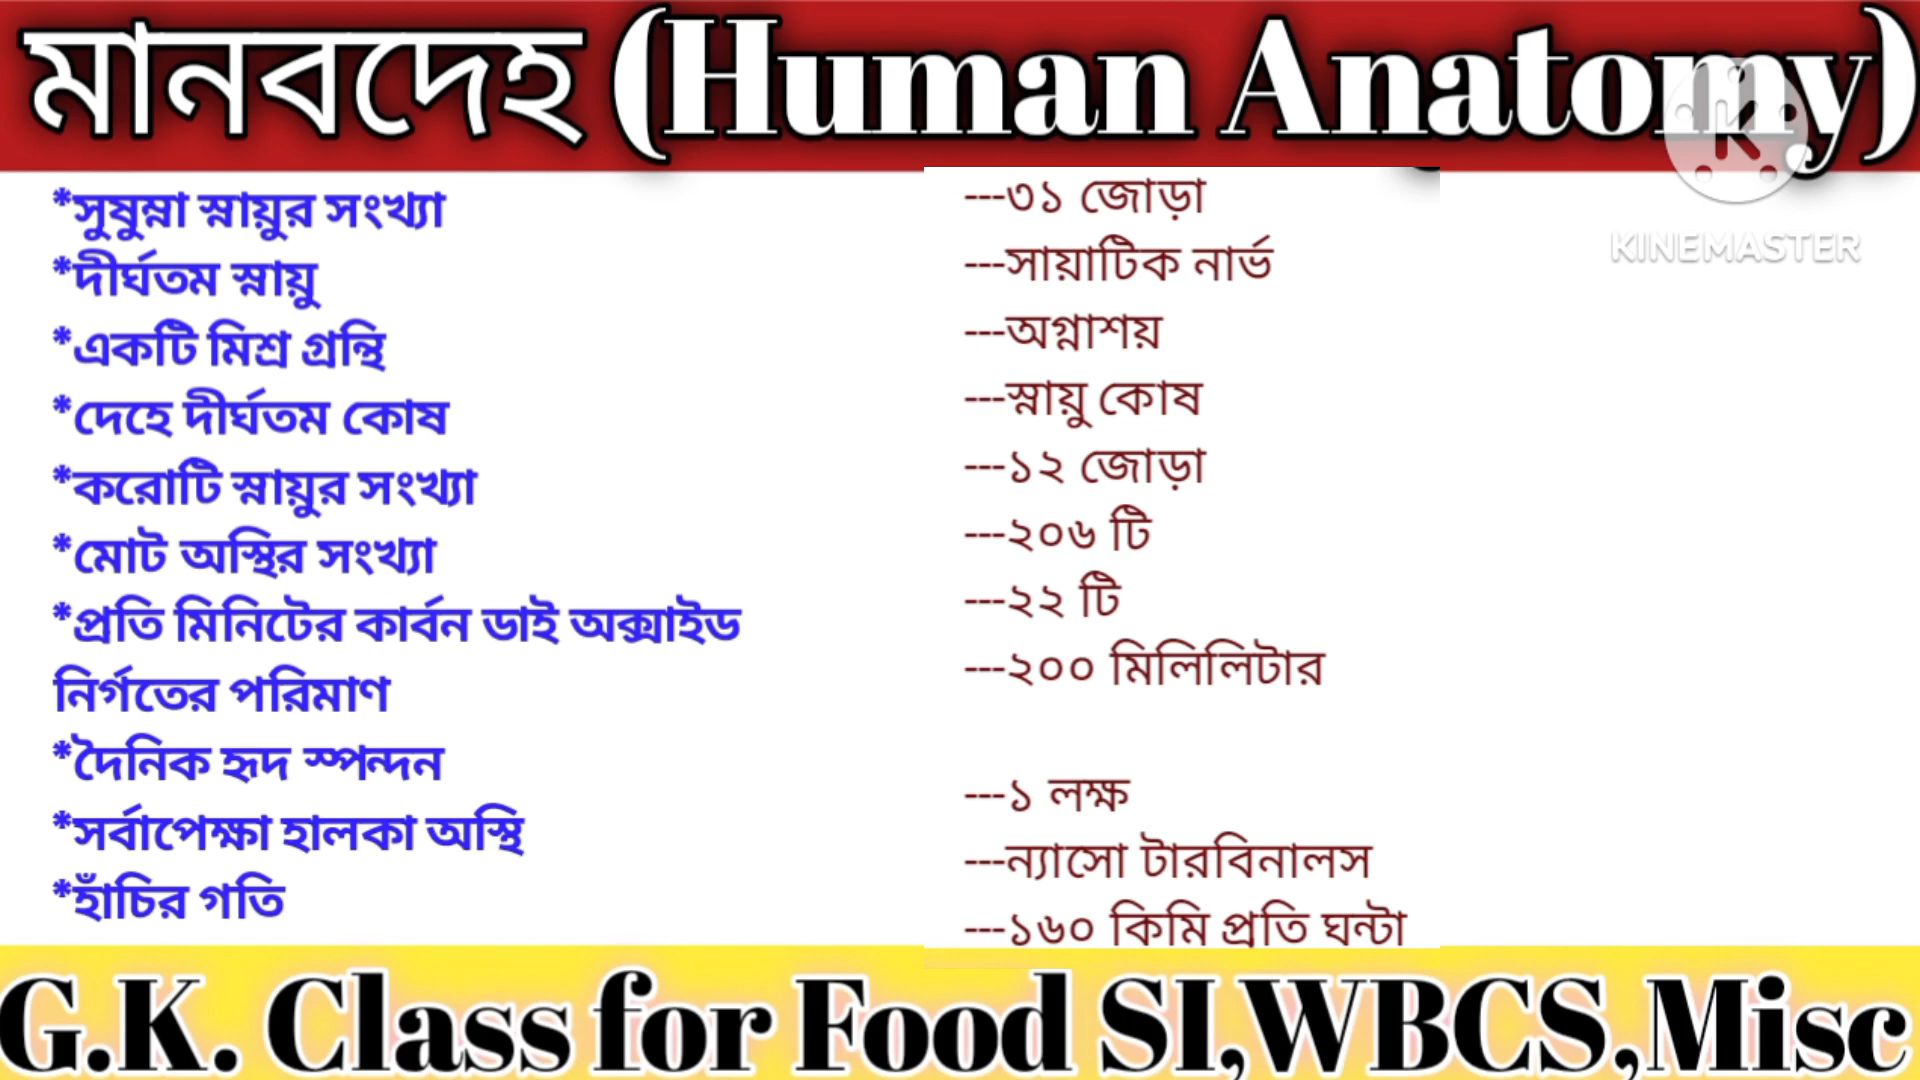 মানবদেহ (Human Anatomy)
KINEMASTER
*সুষুম্না স্নায়ুর সংখ্যা
---৩১ জোড়া
*দীর্ঘতম স্নায়ু
---সায়াটিক নার্ভ
*একটি মিশ্র গ্রন্থি
---অগ্নাশয়
*দেহে দীর্ঘতম কোষ
---স্নায়ু কোষ
*করোটি স্নায়ুর সংখ্যা
---১২ জোড়া
*মোট অস্থির সংখ্যা
---২০৬ টি
---২২ টি
*প্রতি মিনিটের কার্বন ডাই অক্সাইড
নির্গতের পরিমাণ
---২০০ মিলিলিটার
*দৈনিক হৃদ স্পন্দন
---১ লক্ষ
*সর্বাপেক্ষা হালকা অস্থি
---ন্যাসো টারবিনালস
*হাঁচির গতি
---১৬০ কিমি প্রতি ঘন্টা
G.K. Class for Food SI,WBCS,Misc